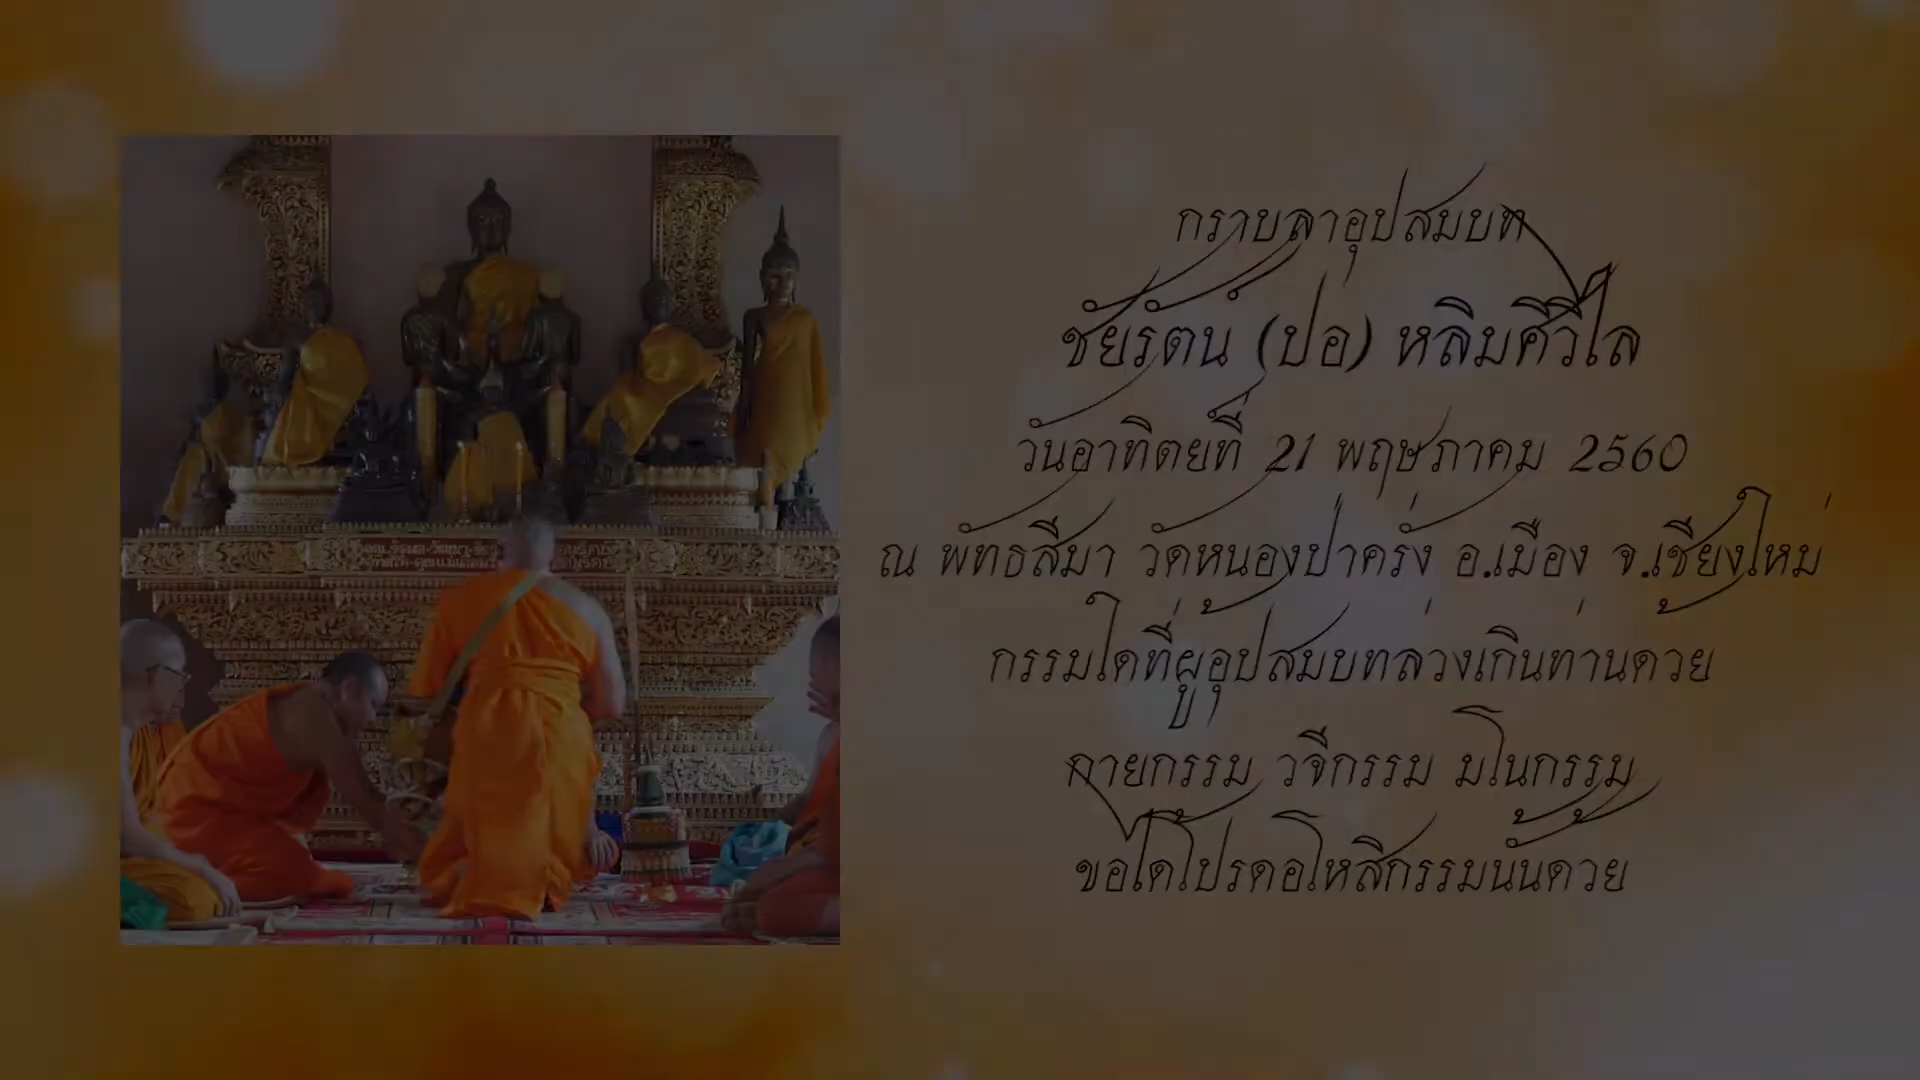 กราบลาอุปสมบท
ชัยรัตน์ (ปอ) หลิมศิวิไล
วันอาทิตย์ที่ 21 พฤษภาคม 2560
ณ พัทธสีมา วัดหนองป่าครั่ง อ.เมือง จ.เชียงใหม่
กรรมใดที่ผู้อุปสมบทล่วงเกินท่านด้วย
กายกรรม วจีกรรม มโนกรรม
ขอได้โปรดอโหสิกรรมนั้นด้วย